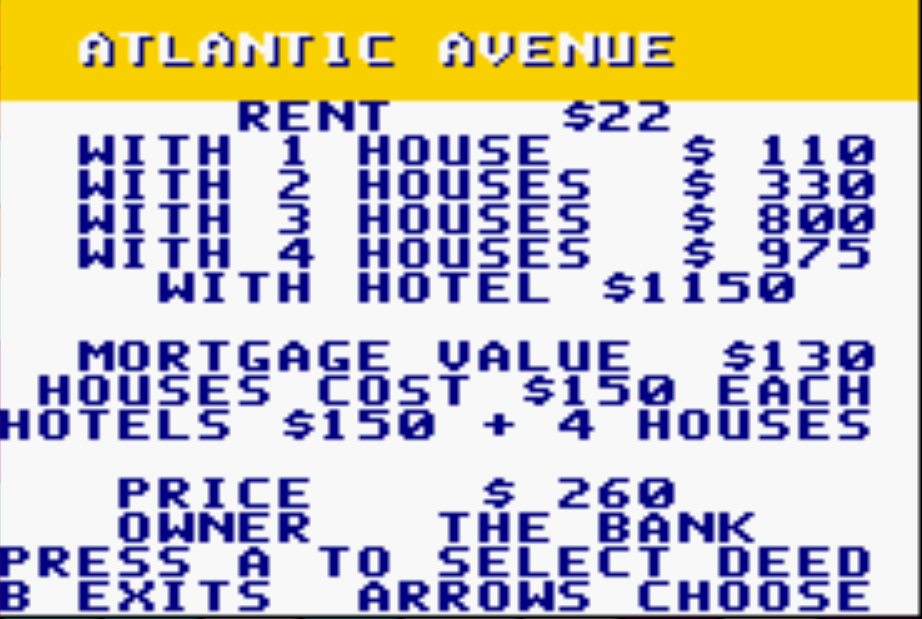 ATLANTIC AVENUE
RENT $22
WITH 1 HOUSE $ 110
WITH 2 HOUSES $ 330
WITH 3 HOUSES $ 800
WITH 4 HOUSES $ 975
WITH HOTEL $1150
MORTGAGE VALUE $130
HOUSES COST $150 EACH
HOTELS $150 + 4 HOUSES
PRICE $ 260
OWNER THE BANK
PRESS A TO SELECT DEED
B EXITS ARROWS CHOOSE